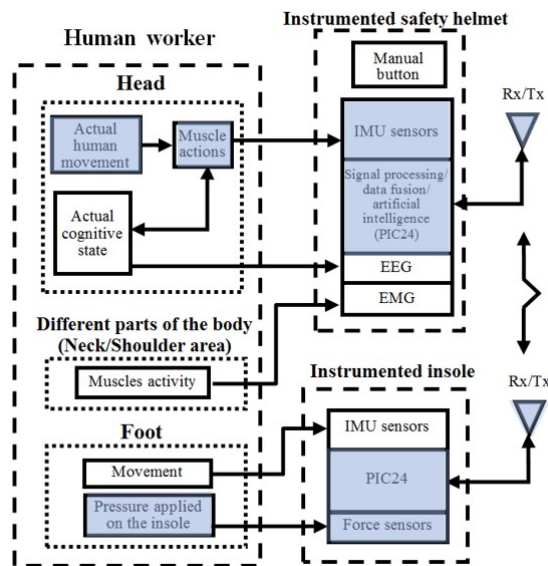 Instrumented safety helmet
Human worker
Manual
button
Rx/Tx
Head
Actual
human
movement
Muscle
actions
IMU sensors
Signal processing/
data fusion/
artificial
intelligence
(PIC24)
Actual
cognitive
state
EEG
EMG
Different parts of the body
(Neck/Shoulder area)
Muscles activity
Instrumented insole
Rx/Tx
Foot
IMU sensors
Movement
PIC24
Pressure applied
on the insole
Force sensors